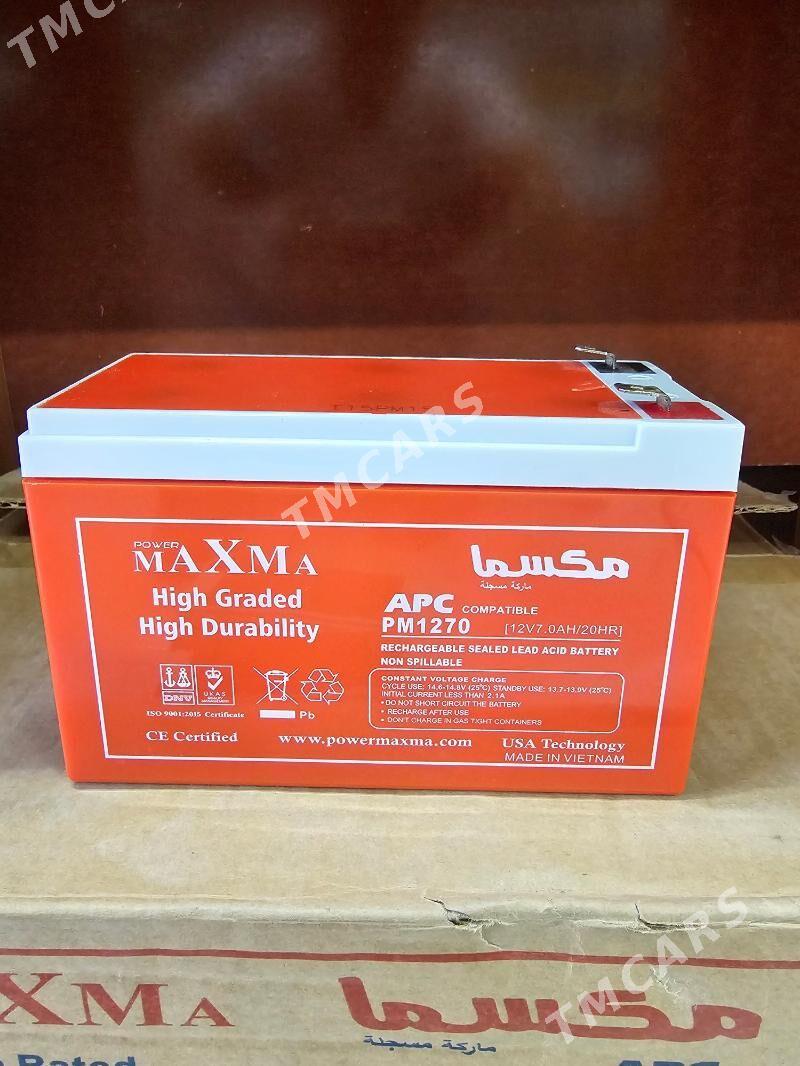 TMCARS
POWER
MAXMA
مكسما
ماركة مسجلة
High Graded
High Durability
APC COMPATIBLE
PM1270 [12V7.0AH/20HR]
RECHARGEABLE SEALED LEAD ACID BATTERY
NON SPILLABLE
CONSTANT VOLTAGE CHARGE
CYCLE USE: 14.6-14.8V (25°C) STANDBY USE: 13.7-13.9V (25°C)
INITIAL CURRENT LESS THAN 2.1A
• DO NOT SHORT CIRCUIT THE BATTERY
• RECHARGE AFTER USE
• DON'T CHARGE IN GAS TIGHT CONTAINERS
DNV
UKAS
QUALITY
MANAGEMENT
Pb
ISO 9001:2015 Certificate
CE Certified
www.powermaxma.com
USA Technology
MADE IN VIETNAM
TMCARS
MAXMA
مكسما
ماركة مسجلة
Rated
APC
TMCARS